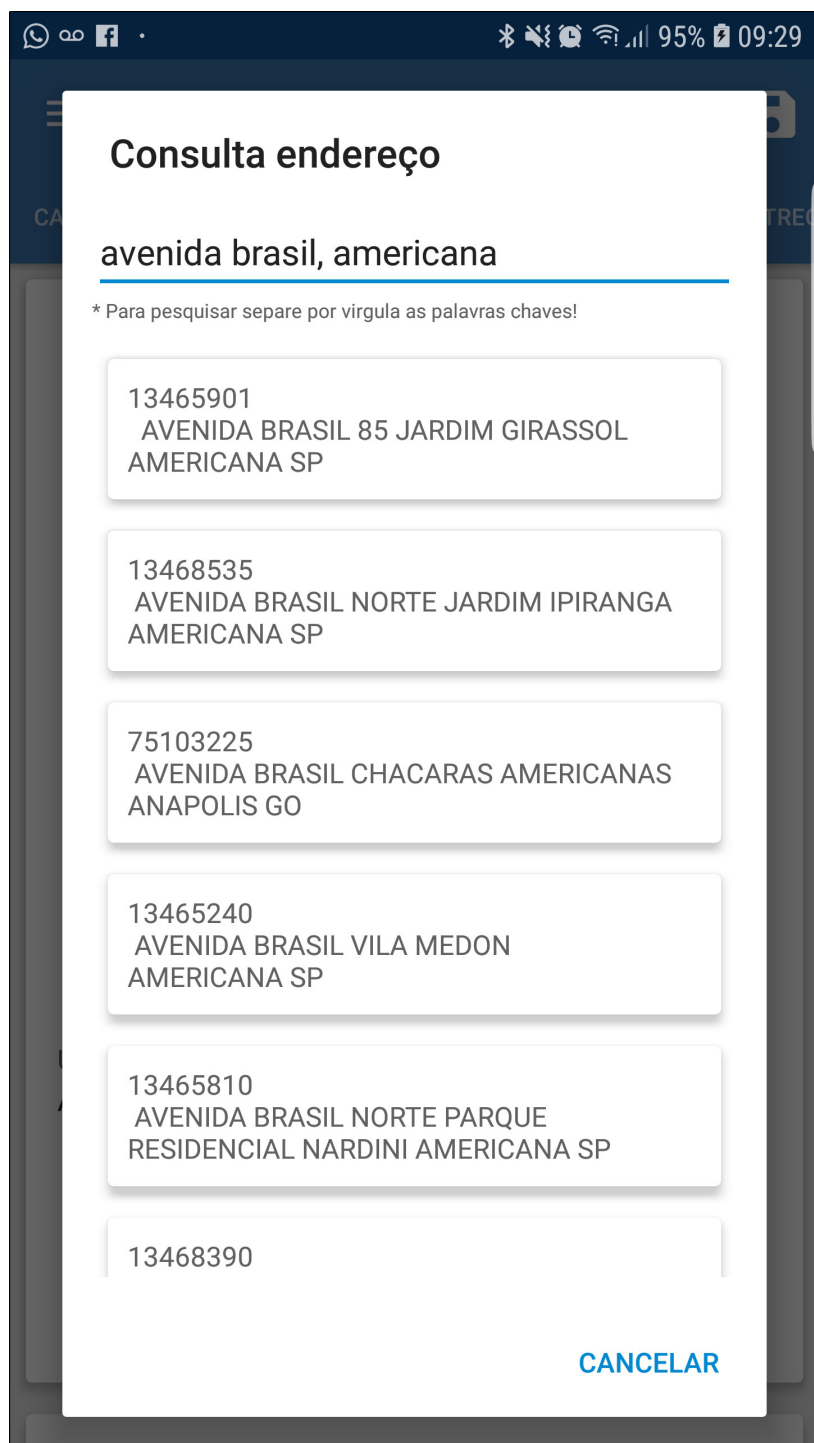 95% 09:29
Consulta endereço
CA
TREG
avenida brasil, americana
* Para pesquisar separe por virgula as palavras chaves!
13465901
AVENIDA BRASIL 85 JARDIM GIRASSOL
AMERICANA SP
13468535
AVENIDA BRASIL NORTE JARDIM IPIRANGA
AMERICANA SP
75103225
AVENIDA BRASIL CHACARAS AMERICANAS
ANAPOLIS GO
13465240
AVENIDA BRASIL VILA MEDON
AMERICANA SP
13465810
AVENIDA BRASIL NORTE PARQUE
RESIDENCIAL NARDINI AMERICANA SP
13468390
CANCELAR